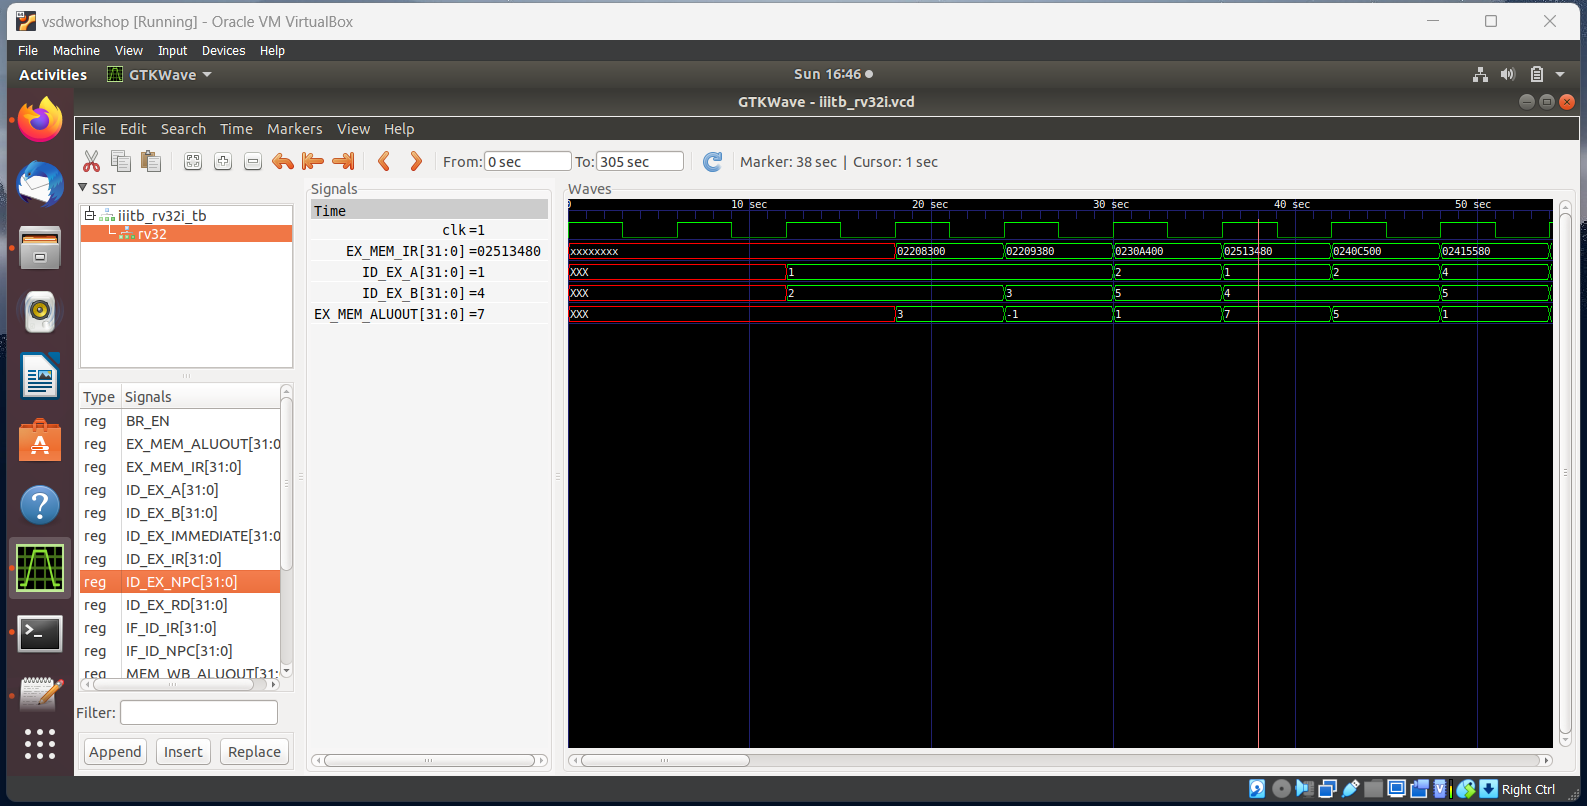 vsdworkshop [Running] - Oracle VM VirtualBox
File Machine View Input Devices Help
Activities GTKWave Sun 16:46
GTKWave - iiitb_rv32i.vcd
File Edit Search Time Markers View Help
From: 0 sec To: 305 sec Marker: 38 sec | Cursor: 1 sec
SST
iiitb_rv32i_tb
rv32
Type Signals
reg BR_EN
reg EX_MEM_ALUOUT[31:0
reg EX_MEM_IR[31:0]
reg ID_EX_A[31:0]
reg ID_EX_B[31:0]
reg ID_EX_IMMEDIATE[31:0
reg ID_EX_IR[31:0]
reg ID_EX_NPC[31:0]
reg ID_EX_RD[31:0]
reg IF_ID_IR[31:0]
reg IF_ID_NPC[31:0]
reg MEM_WB_ALUOUT[31:
Filter:
Append Insert Replace
Signals
Time
clk=1
EX_MEM_IR[31:0]=02513480
ID_EX_A[31:0]=1
ID_EX_B[31:0]=4
EX_MEM_ALUOUT[31:0]=7
Waves
0 10 sec 20 sec 30 sec 40 sec 50 sec
xxxxxxxx 02208300 02209380 0230A400 02513480 0240C500 02415580
XXX 1 2 1 2 4
XXX 2 3 5 4 5
XXX 3 -1 1 7 5 1
Right Ctrl